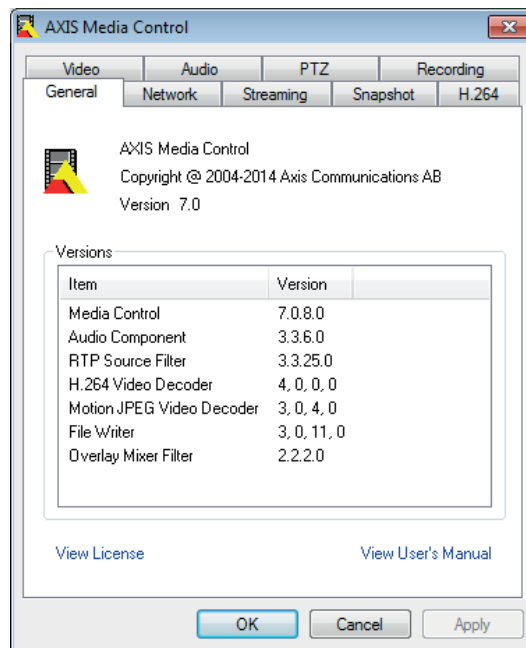 AXIS Media Control
Video Audio PTZ Recording
General Network Streaming Snapshot H.264
AXIS Media Control
Copyright @ 2004-2014 Axis Communications AB
Version 7.0
Versions
Item Version
Media Control 7.0.8.0
Audio Component 3.3.6.0
RTP Source Filter 3.3.25.0
H.264 Video Decoder 4, 0, 0, 0
Motion JPEG Video Decoder 3, 0, 4, 0
File Writer 3, 0, 11, 0
Overlay Mixer Filter 2.2.2.0
View License View User's Manual
OK Cancel Apply